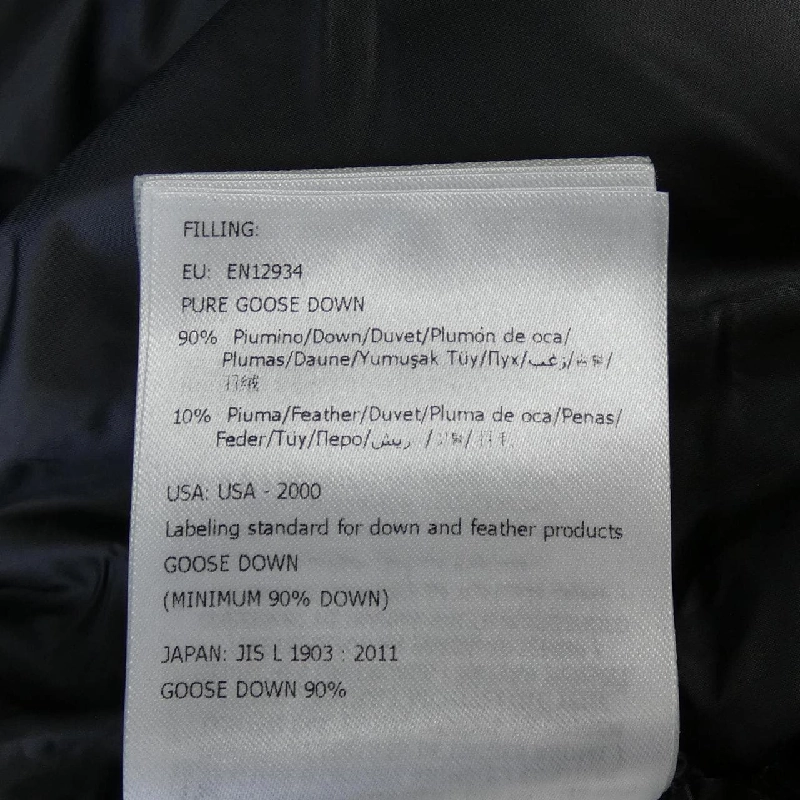 FILLING:
EU: EN12934
PURE GOOSE DOWN
90% Piumino/Down/Duvet/Plumón de oca/
Plumas/Daune/Yumuşak Tüy/Пух/زغب/
羽绒
10% Piuma/Feather/Duvet/Pluma de oca/Penas/
Feder/Tüy/Перо/ريش /
USA: USA - 2000
Labeling standard for down and feather products
GOOSE DOWN
(MINIMUM 90% DOWN)
JAPAN: JIS L 1903 : 2011
GOOSE DOWN 90%